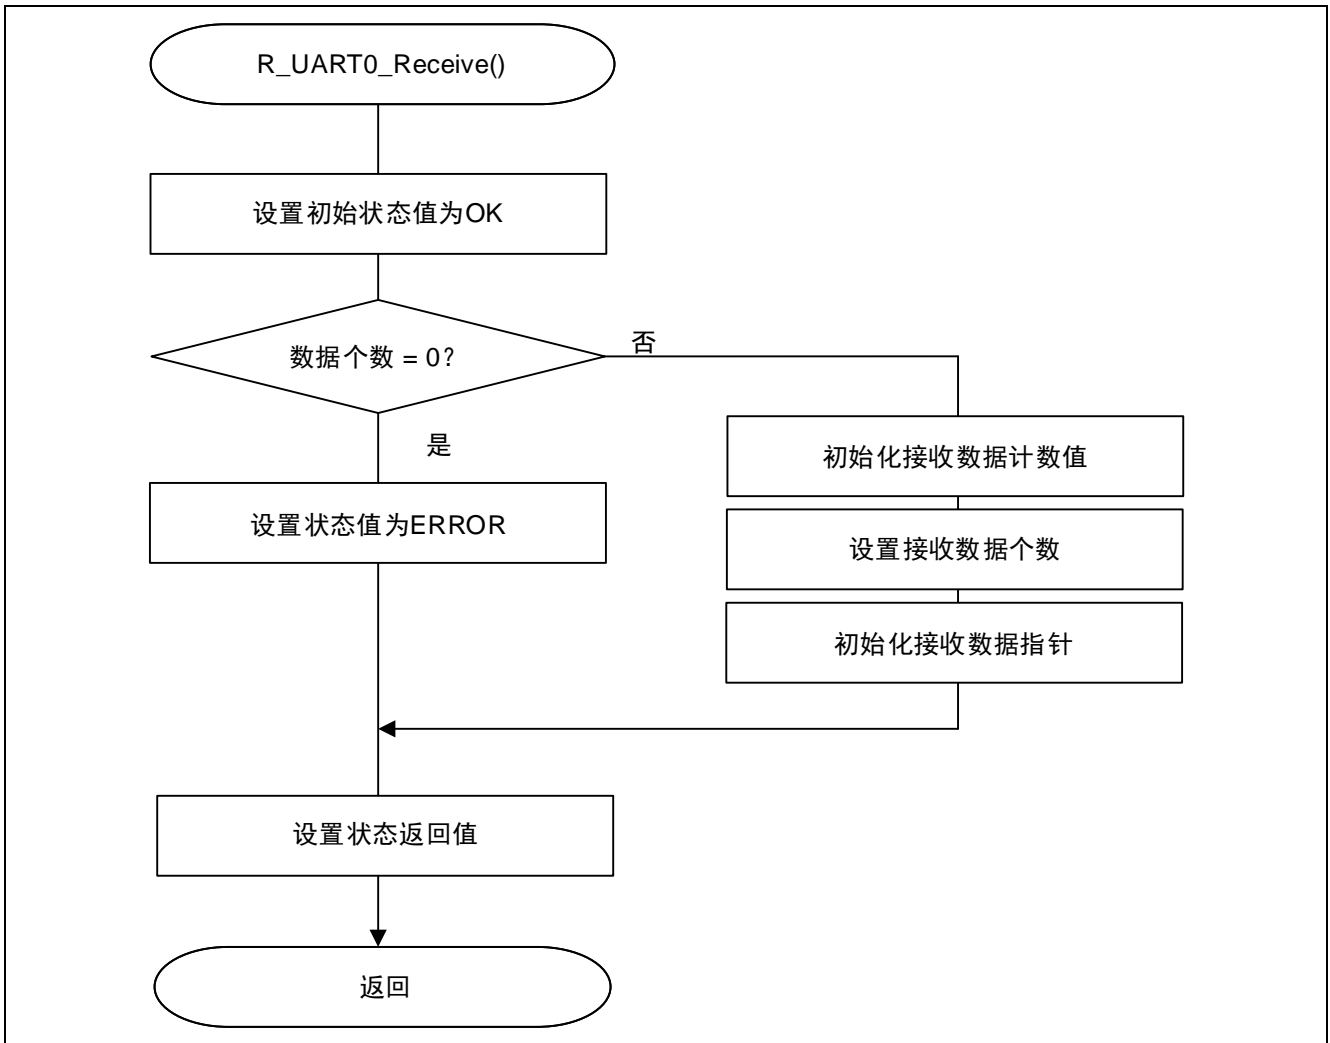 R_UART0_Receive()
设置初始状态值为OK
数据个数 = 0?
否
是
初始化接收数据计数值
设置状态值为ERROR
设置接收数据个数
初始化接收数据指针
设置状态返回值
返回